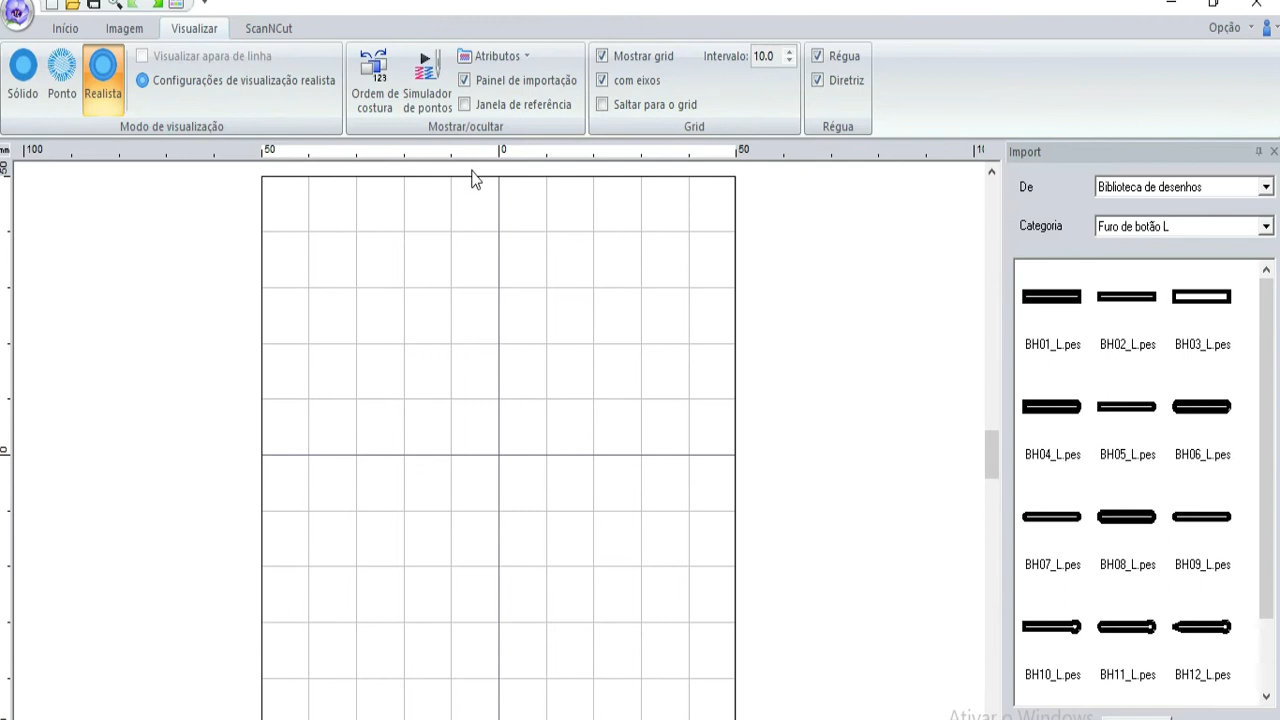 Início Imagem Visualizar ScanNCut Opção
Visualizar apara de linha
Configurações de visualização realista
Sólido Ponto Realista
Modo de visualização
Ordem de costura
Simulador de pontos
Atributos
Painel de importação
Janela de referência
Mostrar/ocultar
Mostrar grid Intervalo: 10.0
com eixos
Saltar para o grid
Grid
Régua
Diretriz
Régua
mm 100 50 0 50 10
50
0
Import
De Biblioteca de desenhos
Categoria Furo de botão L
BH01_L.pes BH02_L.pes BH03_L.pes
BH04_L.pes BH05_L.pes BH06_L.pes
BH07_L.pes BH08_L.pes BH09_L.pes
BH10_L.pes BH11_L.pes BH12_L.pes
Ativar o Windows